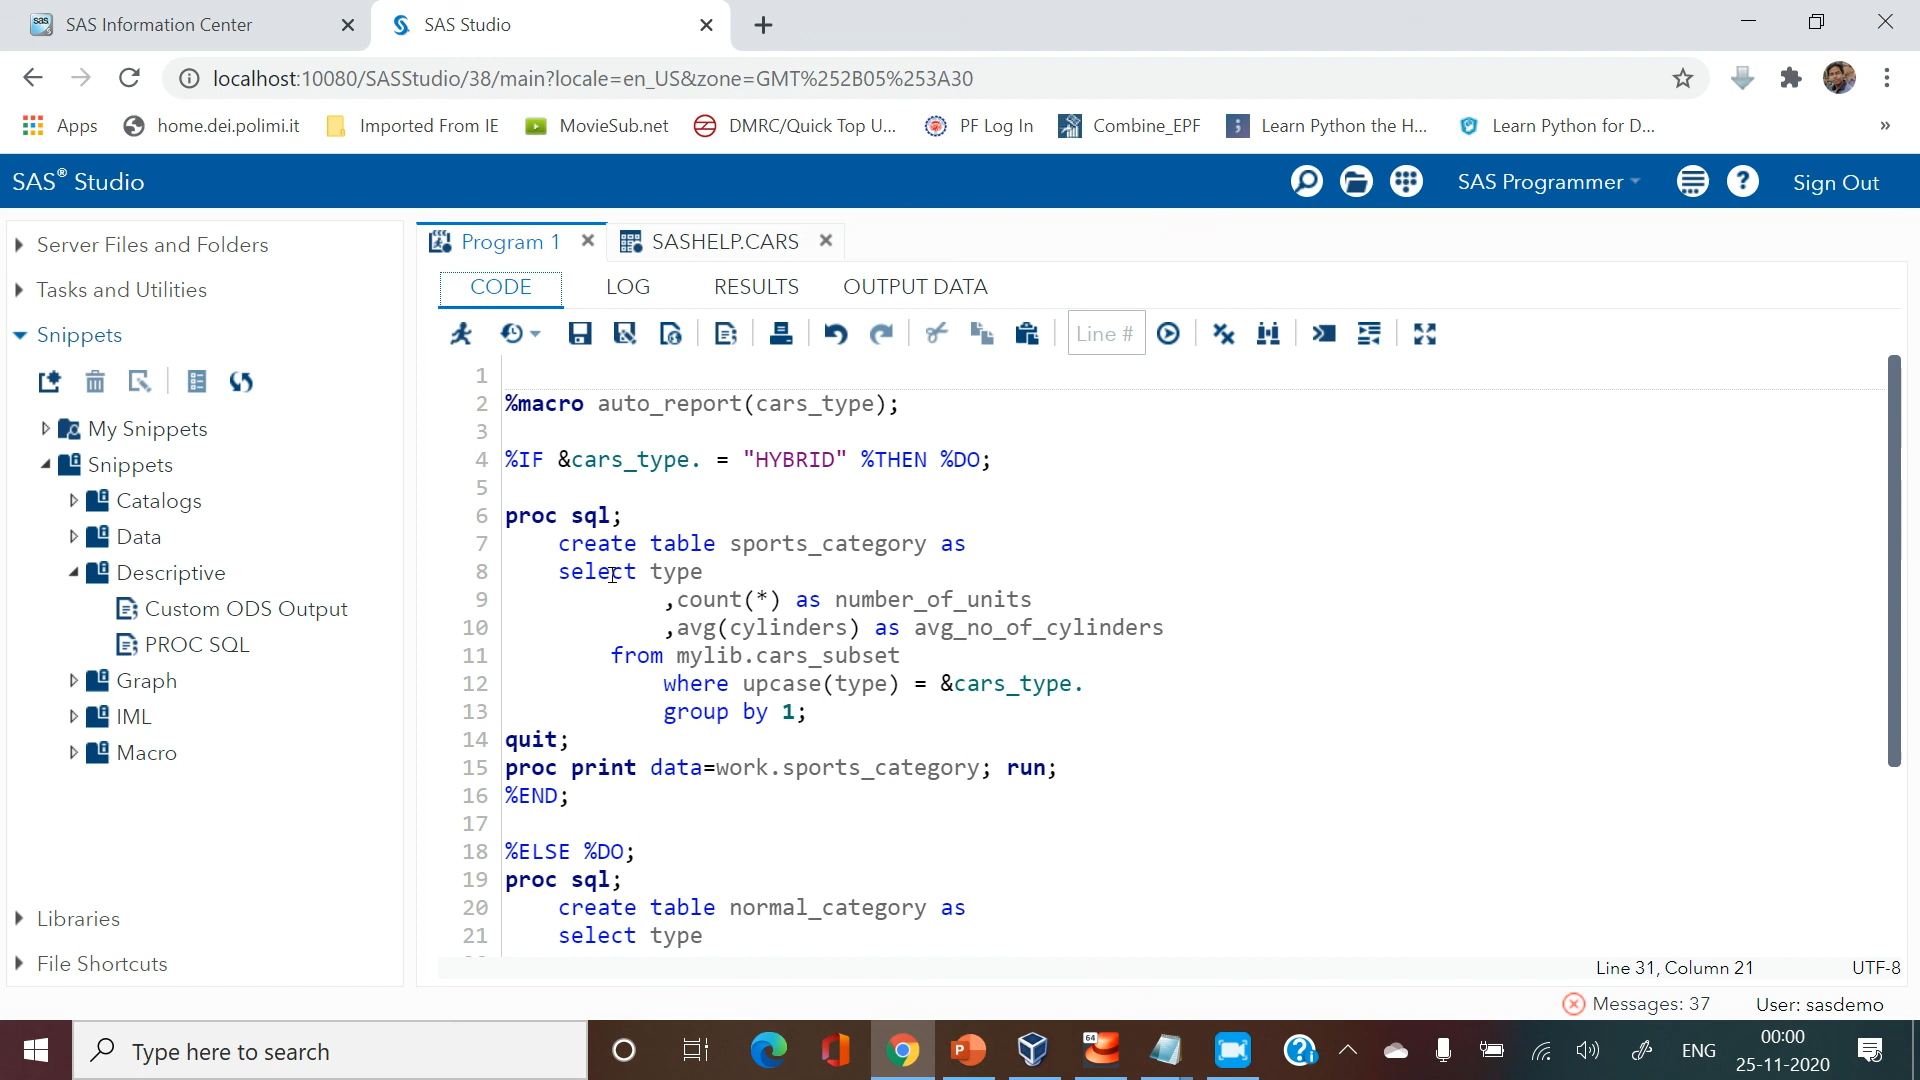 SAS Information Center
SAS Studio
localhost:10080/SASStudio/38/main?locale=en_US&zone=GMT%252B05%253A30
Apps
home.dei.polimi.it
Imported From IE
MovieSub.net
DMRC/Quick Top U...
PF Log In
Combine_EPF
Learn Python the H...
Learn Python for D...
»
SAS® Studio
SAS Programmer
Sign Out
Server Files and Folders
Tasks and Utilities
Snippets
My Snippets
Snippets
Catalogs
Data
Descriptive
Custom ODS Output
PROC SQL
Graph
IML
Macro
Libraries
File Shortcuts
Program 1
SASHELP.CARS
CODE
LOG
RESULTS
OUTPUT DATA
Line #
1
2 %macro auto_report(cars_type);
3
4 %IF &cars_type. = "HYBRID" %THEN %DO;
5
6 proc sql;
7 create table sports_category as
8 select type
9 ,count(*) as number_of_units
10 ,avg(cylinders) as avg_no_of_cylinders
11 from mylib.cars_subset
12 where upcase(type) = &cars_type.
13 group by 1;
14 quit;
15 proc print data=work.sports_category; run;
16 %END;
17
18 %ELSE %DO;
19 proc sql;
20 create table normal_category as
21 select type
Line 31, Column 21
UTF-8
Messages: 37
User: sasdemo
Type here to search
64
ENG
00:00
25-11-2020